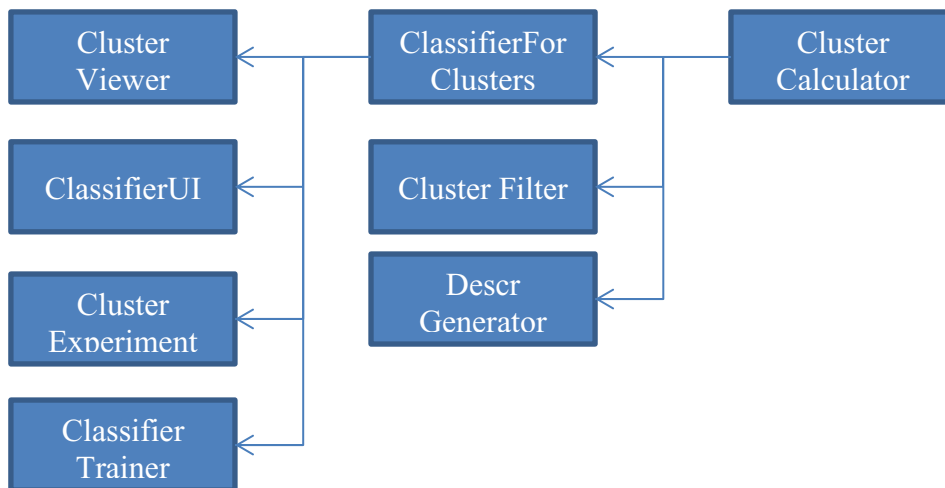 Cluster
Viewer
ClassifierFor
Clusters
Cluster
Calculator
ClassifierUI
Cluster Filter
Descr
Generator
Cluster
Experiment
Classifier
Trainer